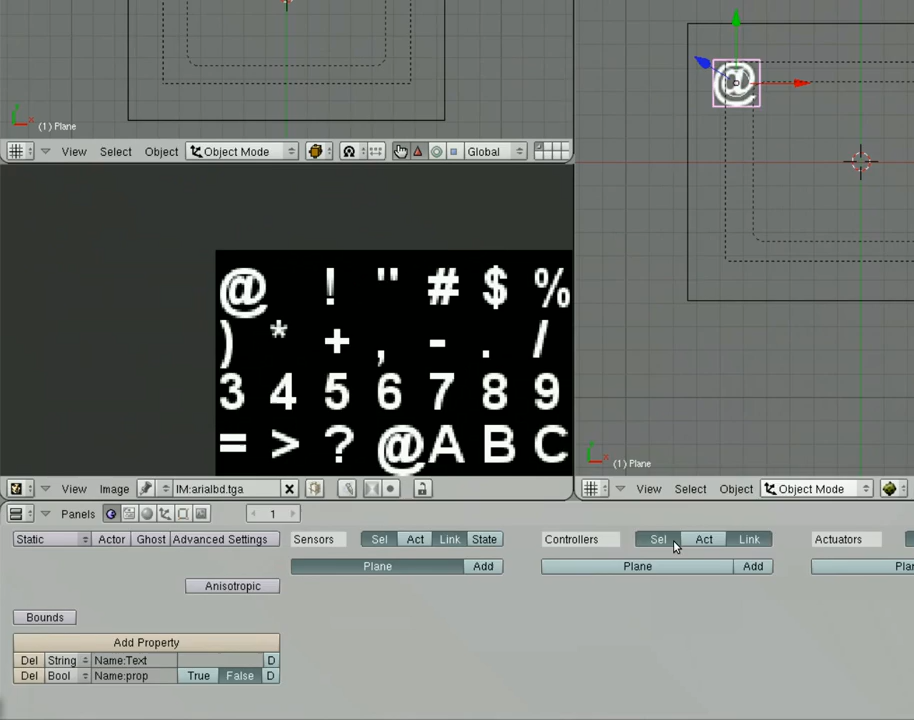 (1) Plane
View Select Object Object Mode Global
@ ! " # $ %
) * + , - . /
3 4 5 6 7 8 9
= > ? @ A B C
(1) Plane
View Image IM:arialbd.tga
View Select Object Object Mode
Panels 1
Static Actor Ghost Advanced Settings Sensors Sel Act Link State Controllers Sel Act Link Actuators
Plane Add Plane Add
Anisotropic
Bounds
Add Property
Del String Name:Text D
Del Bool Name:prop True False D
@